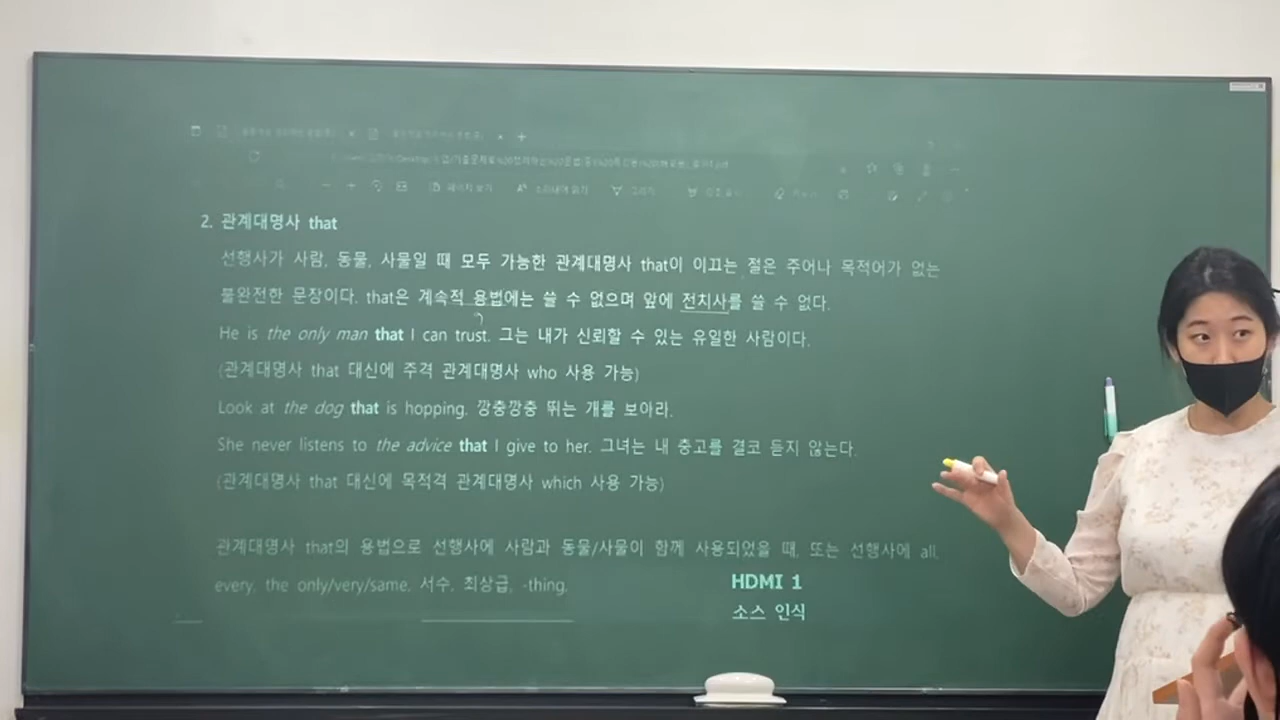 페이지 보기
2. 관계대명사 that
선행사가 사람, 동물, 사물일 때 모두 가능한 관계대명사 that이 이끄는 절은 주어나 목적어가 없는
불완전한 문장이다. that은 계속적 용법에는 쓸 수 없으며 앞에 전치사를 쓸 수 없다.
He is the only man that I can trust. 그는 내가 신뢰할 수 있는 유일한 사람이다.
(관계대명사 that 대신에 주격 관계대명사 who 사용 가능)
Look at the dog that is hopping. 깡충깡충 뛰는 개를 보아라.
She never listens to the advice that I give to her. 그녀는 내 충고를 결코 듣지 않는다.
(관계대명사 that 대신에 목적격 관계대명사 which 사용 가능)
관계대명사 that의 용법으로 선행사에 사람과 동물/사물이 함께 사용되었을 때, 또는 선행사에 all,
every, the only/very/same, 서수, 최상급, -thing,
HDMI 1
소스 인식